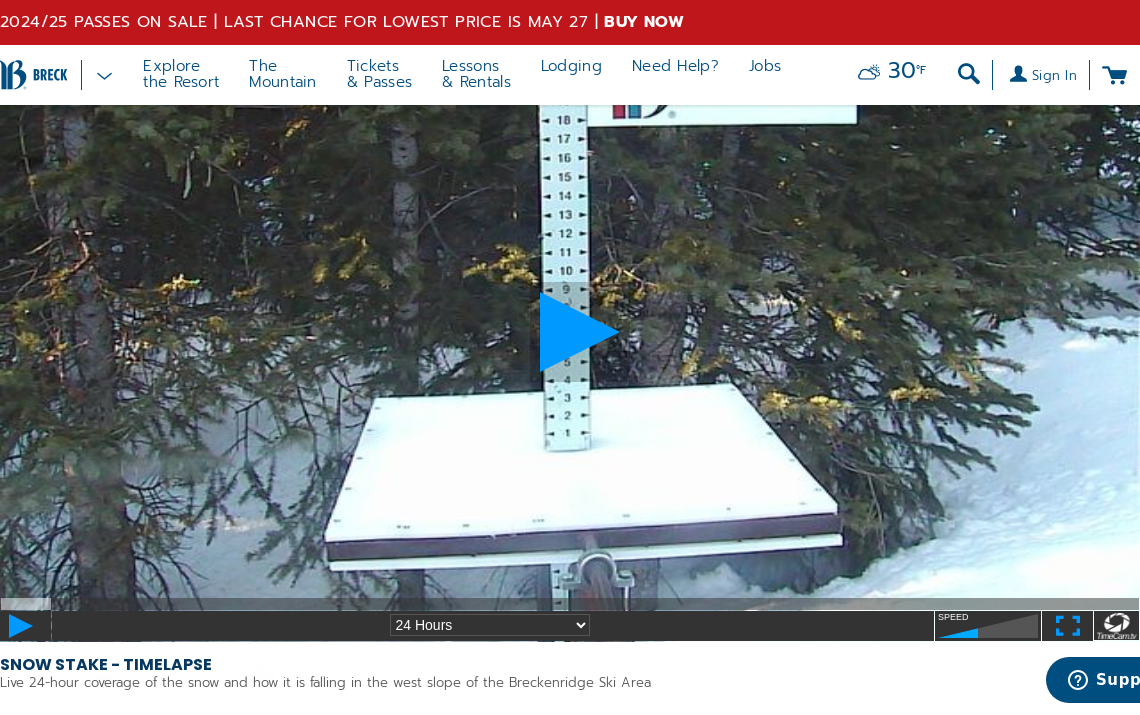 2024/25 PASSES ON SALE | LAST CHANCE FOR LOWEST PRICE IS MAY 27 | BUY NOW
B BRECK
Explore
the Resort
The
Mountain
Tickets
& Passes
Lessons
& Rentals
Lodging
Need Help?
Jobs
30°F
Sign In
18
17
16
15
14
13
12
11
10
9
5
4
3
2
1
24 Hours
SPEED
TimeCam.tv
SNOW STAKE - TIMELAPSE
Live 24-hour coverage of the snow and how it is falling in the west slope of the Breckenridge Ski Area
Supp